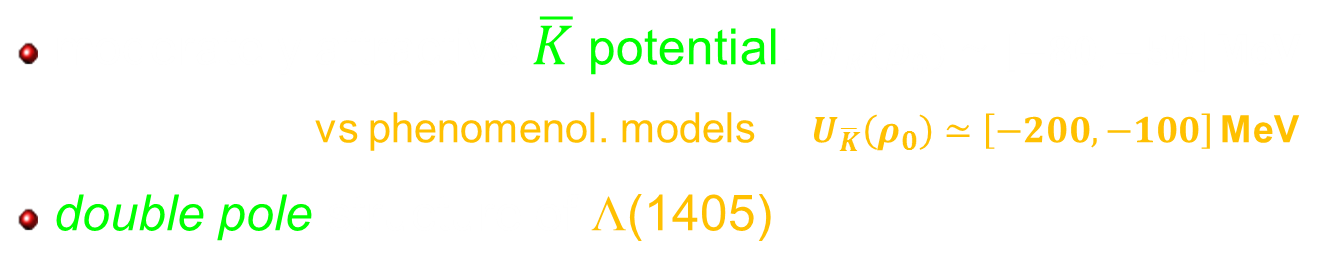 K̅ potential
vs phenomenol. models U_K̅(ρ₀) ≃ [−200, −100] MeV
double pole Λ(1405)